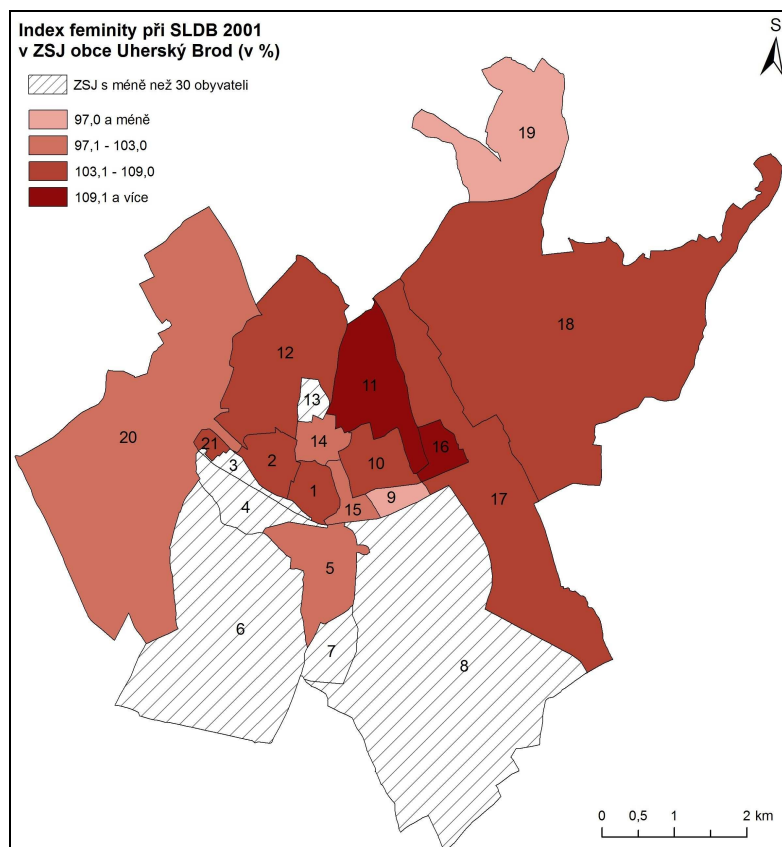 Index feminity při SLDB 2001
v ZSJ obce Uherský Brod (v %)
S
ZSJ s méně než 30 obyvateli
97,0 a méně
97,1 - 103,0
103,1 - 109,0
109,1 a více
19
18
12
11
13
20
14
21
16
3
2
10
1
9
17
4
15
5
6
7
8
0 0,5 1 2 km